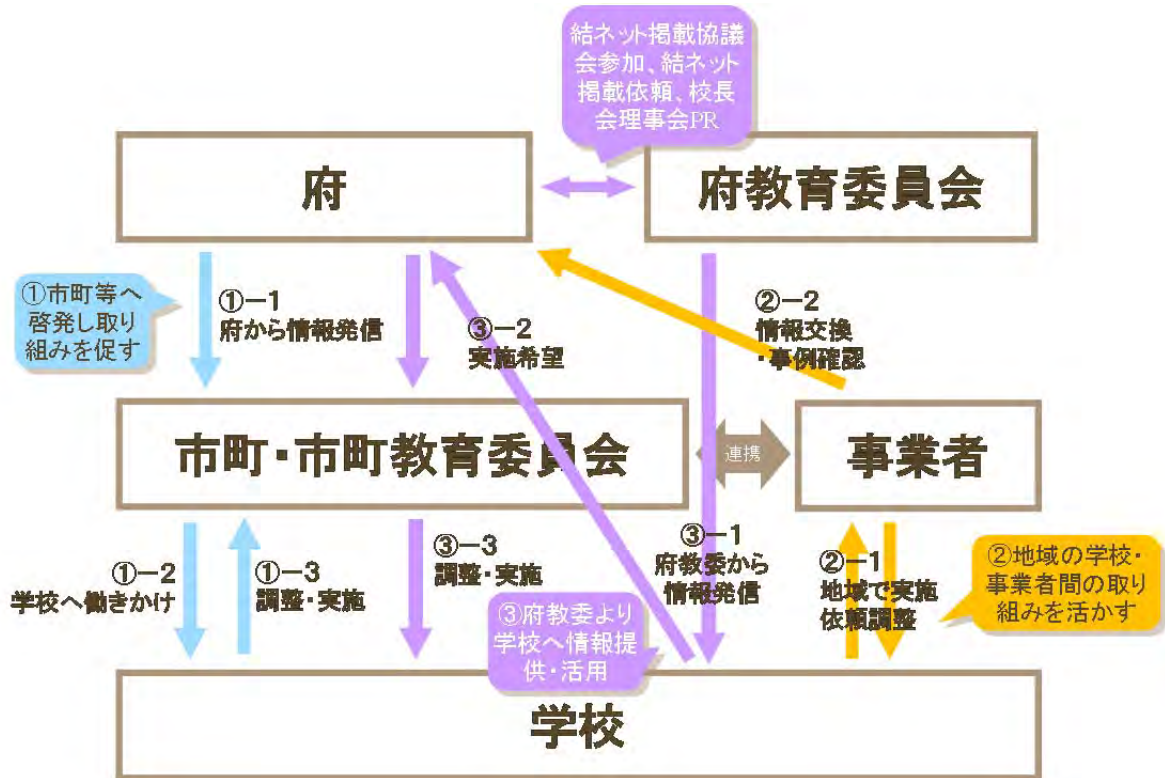 結ネット掲載協議
会参加、結ネット
掲載依頼、校長
会理事会PR
府
府教育委員会
①市町等へ
啓発し取り
組みを促す
①−1
府から情報発信
③−2
実施希望
②−2
情報交換
・事例確認
市町・市町教育委員会
連携
事業者
①−2
学校へ働きかけ
①−3
調整・実施
③−3
調整・実施
③−1
府教委から
情報発信
②−1
地域で実施
依頼調整
②地域の学校・
事業者間の取り
組みを活かす
③府教委より
学校へ情報提
供・活用
学校